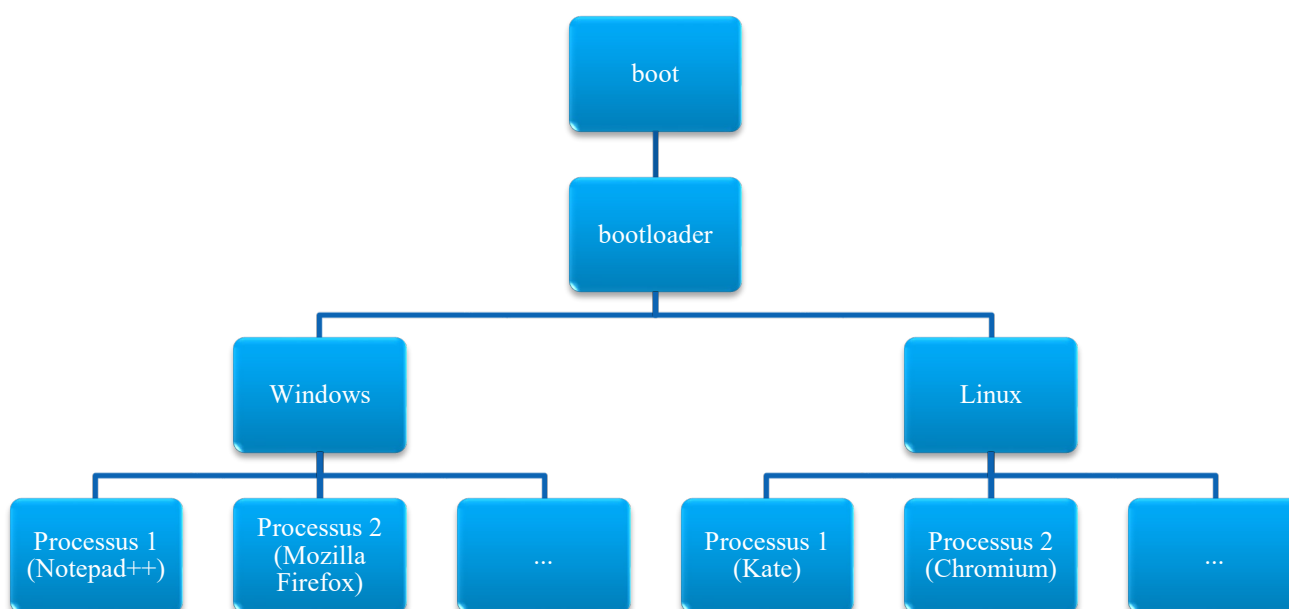 boot
bootloader
Windows
Linux
Processus 1
(Notepad++)
Processus 2
(Mozilla
Firefox)
...
Processus 1
(Kate)
Processus 2
(Chromium)
...